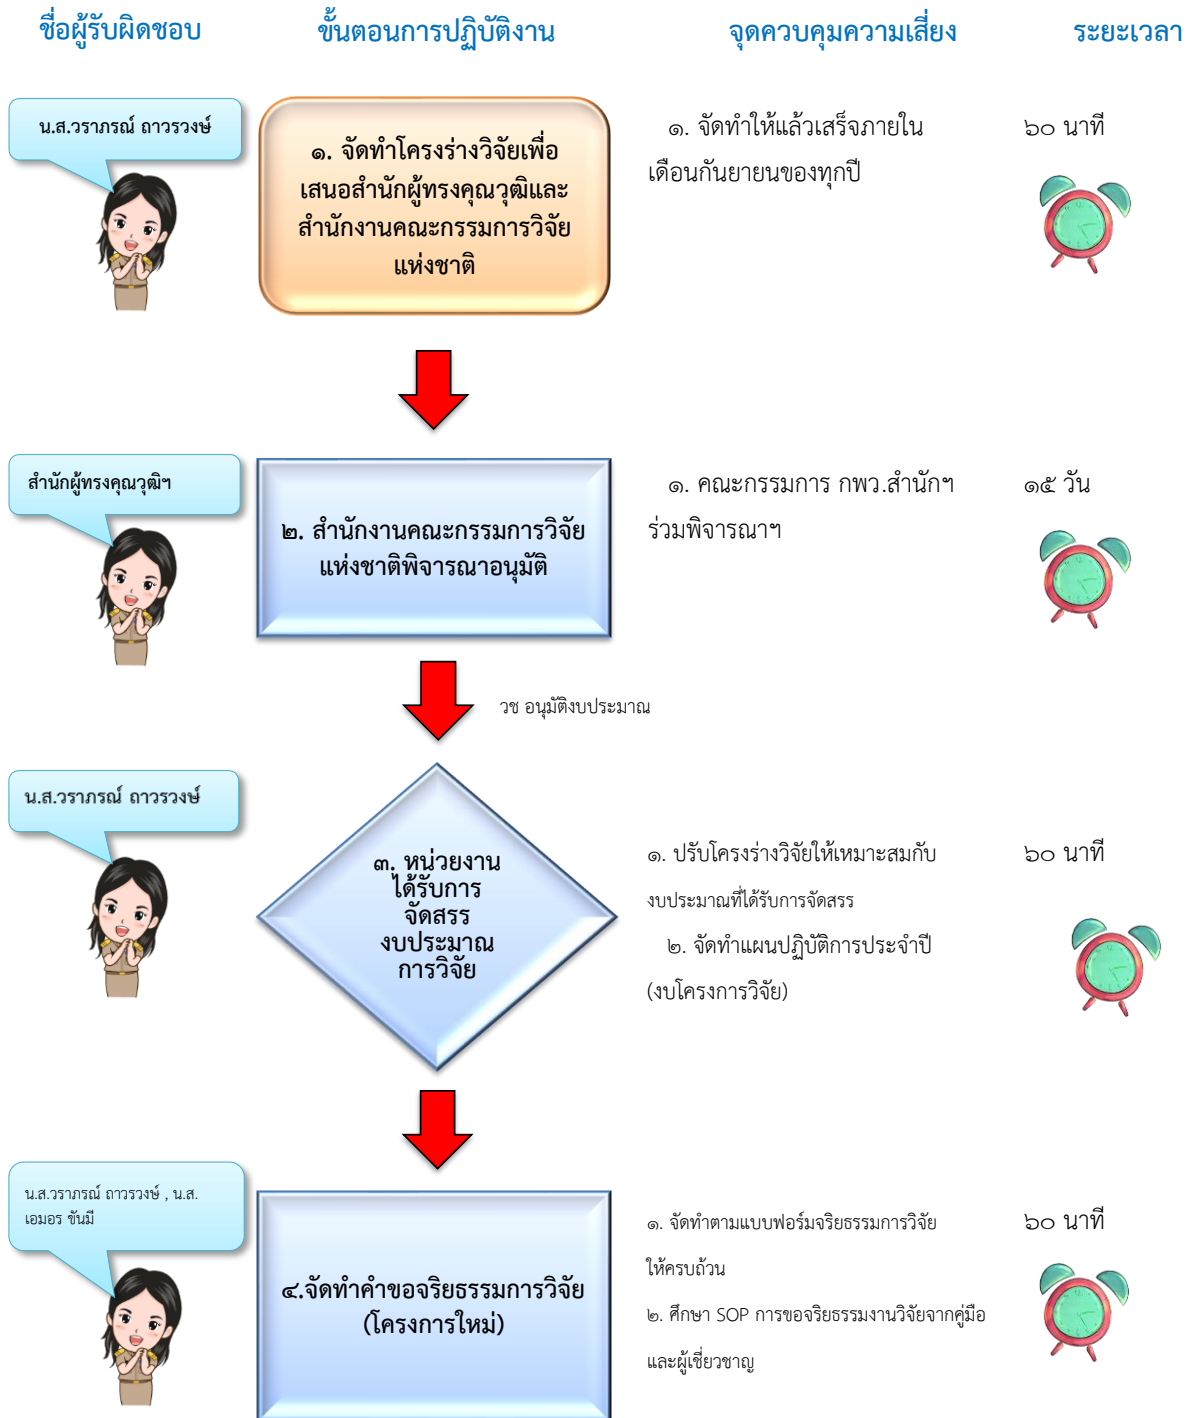 ชื่อผู้รับผิดชอบ ขั้นตอนการปฏิบัติงาน จุดควบคุมความเสี่ยง ระยะเวลา
น.ส.วราภรณ์ ถาวรวงษ์
๑. จัดทำโครงร่างวิจัยเพื่อ
เสนอสำนักผู้ทรงคุณวุฒิและ
สำนักงานคณะกรรมการวิจัย
แห่งชาติ
๑. จัดทำให้แล้วเสร็จภายใน
เดือนกันยายนของทุกปี
๖๐ นาที
สำนักผู้ทรงคุณวุฒิฯ
๒. สำนักงานคณะกรรมการวิจัย
แห่งชาติพิจารณาอนุมัติ
๑. คณะกรรมการ กพว.สำนักฯ
ร่วมพิจารณาฯ
๑๕ วัน
วช อนุมัติงบประมาณ
น.ส.วราภรณ์ ถาวรวงษ์
๓. หน่วยงาน
ได้รับการ
จัดสรร
งบประมาณ
การวิจัย
๑. ปรับโครงร่างวิจัยให้เหมาะสมกับ
งบประมาณที่ได้รับการจัดสรร
๒. จัดทำแผนปฏิบัติการประจำปี
(งบโครงการวิจัย)
๖๐ นาที
น.ส.วราภรณ์ ถาวรวงษ์ , น.ส.
เอมอร ขันมี
๔.จัดทำคำขอจริยธรรมการวิจัย
(โครงการใหม่)
๑. จัดทำตามแบบฟอร์มจริยธรรมการวิจัย
ให้ครบถ้วน
๒. ศึกษา SOP การขอจริยธรรมงานวิจัยจากคู่มือ
และผู้เชี่ยวชาญ
๖๐ นาที